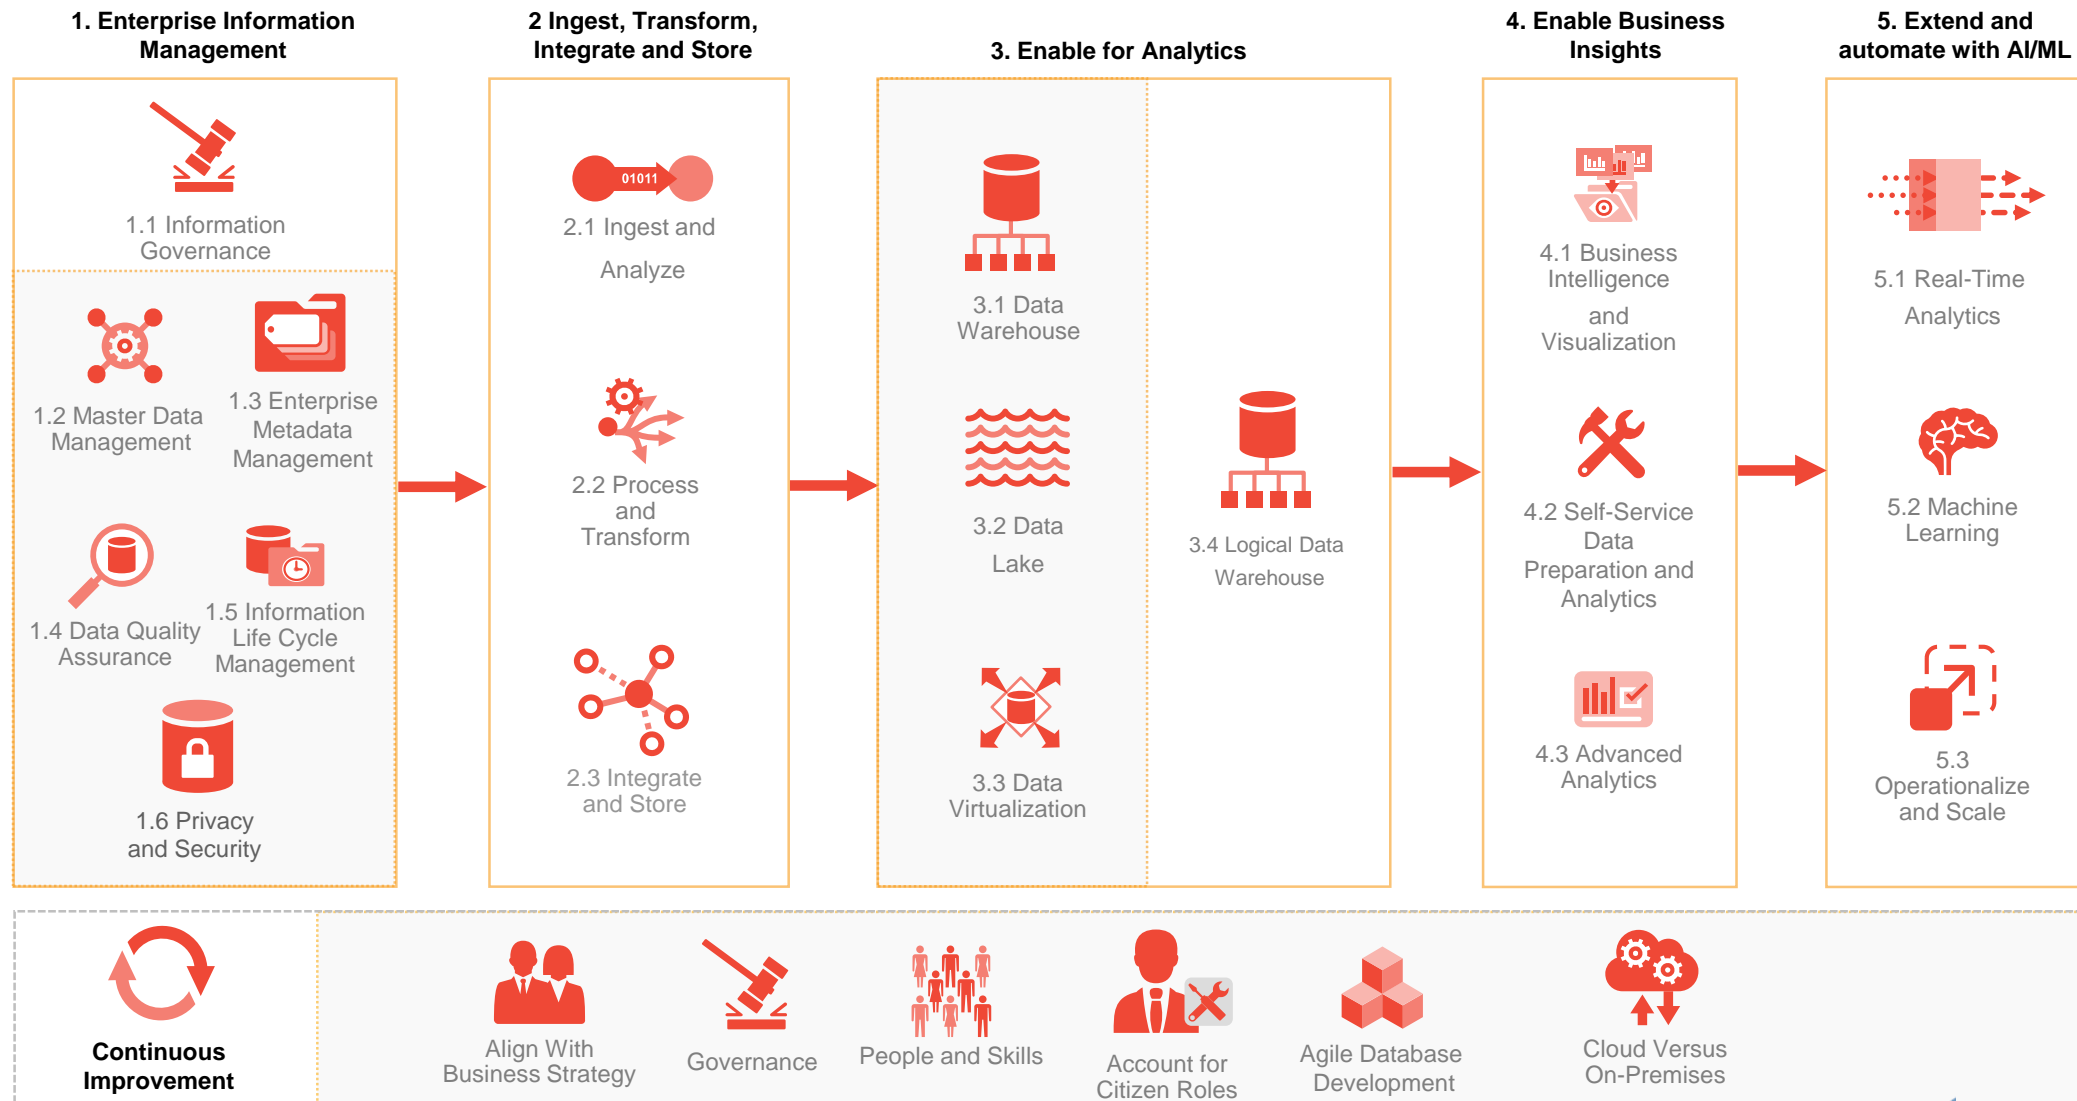 1. Enterprise Information
Management
2 Ingest, Transform,
Integrate and Store
3. Enable for Analytics
4. Enable Business
Insights
5. Extend and
automate with AI/ML
1.1 Information
Governance
1.2 Master Data
Management
1.3 Enterprise
Metadata
Management
1.4 Data Quality
Assurance
1.5 Information
Life Cycle
Management
1.6 Privacy
and Security
01011
2.1 Ingest and
Analyze
2.2 Process
and
Transform
2.3 Integrate
and Store
3.1 Data
Warehouse
3.2 Data
Lake
3.3 Data
Virtualization
3.4 Logical Data
Warehouse
4.1 Business
Intelligence
and
Visualization
4.2 Self-Service
Data
Preparation and
Analytics
4.3 Advanced
Analytics
5.1 Real-Time
Analytics
5.2 Machine
Learning
5.3
Operationalize
and Scale
Continuous
Improvement
Align With
Business Strategy
Governance
People and Skills
Account for
Citizen Roles
Agile Database
Development
Cloud Versus
On-Premises